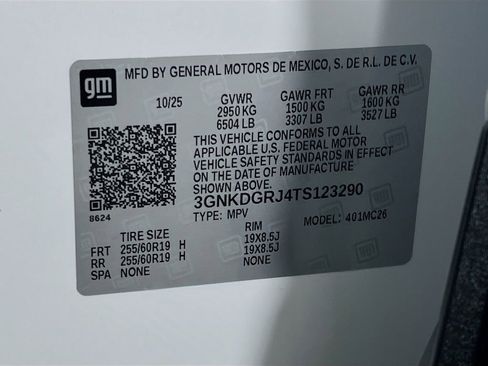 gm
MFD BY GENERAL MOTORS DE MEXICO, S. DE R.L. DE C.V.
10/25 GVWR GAWR FRT GAWR RR
2950 KG 1500 KG 1600 KG
6504 LB 3307 LB 3527 LB
THIS VEHICLE CONFORMS TO ALL
APPLICABLE U.S. FEDERAL MOTOR
VEHICLE SAFETY STANDARDS IN EFFECT
ON THE DATE OF MANUFACTURE
SHOWN ABOVE.
8624 3GNKDGRJ4TS123290
TYPE: MPV MODEL: 401MC26
TIRE SIZE RIM
FRT 255/60R19 H 19X8.5J
RR 255/60R19 H 19X8.5J
SPA NONE NONE